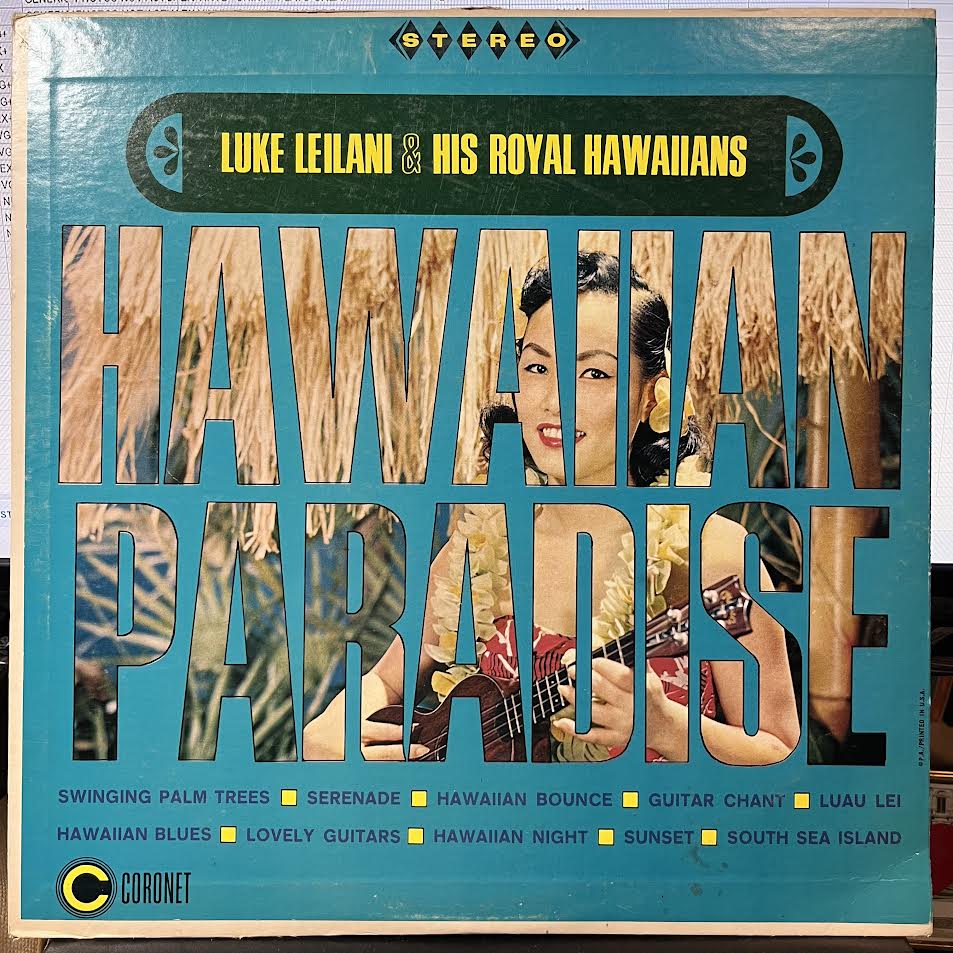 STEREO
LUKE LEILANI & HIS ROYAL HAWAIIANS
HAWAIIAN
PARADISE
SWINGING PALM TREES SERENADE HAWAIIAN BOUNCE GUITAR CHANT LUAU LEI
HAWAIIAN BLUES LOVELY GUITARS HAWAIIAN NIGHT SUNSET SOUTH SEA ISLAND
C CORONET
© P.A./PRINTED IN U.S.A.